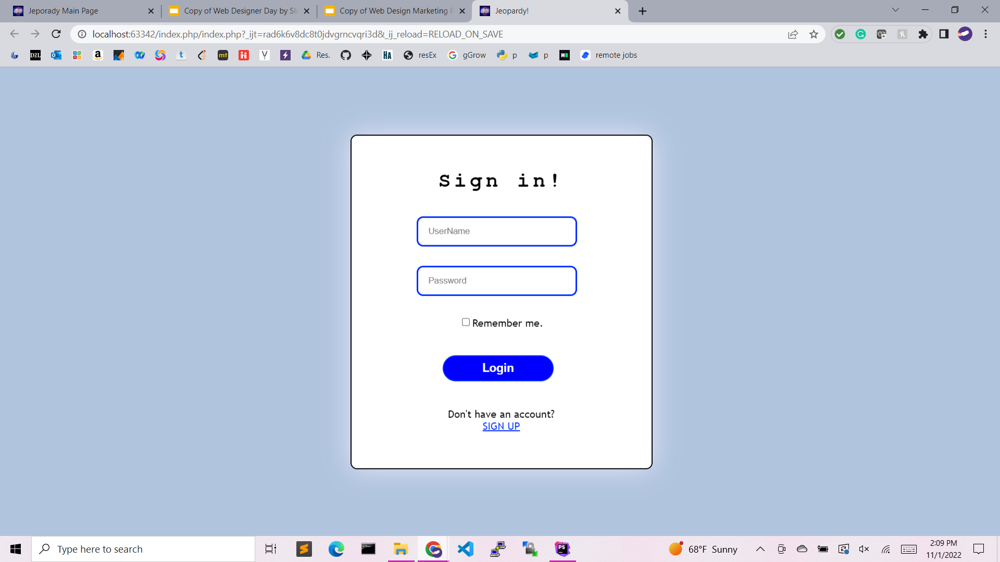 Jeporady Main Page
Copy of Web Designer Day by Sli
Copy of Web Design Marketing P
Jeopardy!
localhost:63342/index.php/index.php?_ijt=rad6k6v8dc8t0jdvgrncvqri3d&_ij_reload=RELOAD_ON_SAVE
D2L
a
t
mt
V
Res.
HA
resEx
gGrow
p
p
remote jobs
Sign in!
UserName
Password
Remember me.
Login
Don't have an account?
SIGN UP
Type here to search
PS
68°F Sunny
2:09 PM
11/1/2022